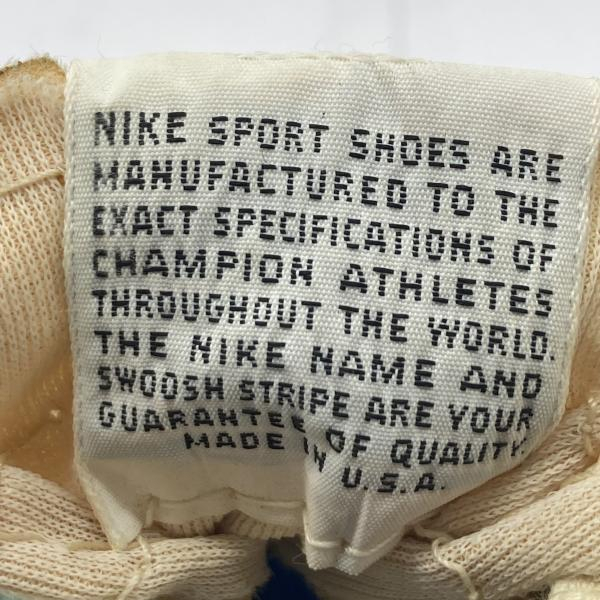 NIKE SPORT SHOES ARE
MANUFACTURED TO THE
EXACT SPECIFICATIONS OF
CHAMPION ATHLETES
THROUGHOUT THE WORLD.
THE NIKE NAME AND
SWOOSH STRIPE ARE YOUR
GUARANTEE OF QUALITY.
MADE IN U.S.A.